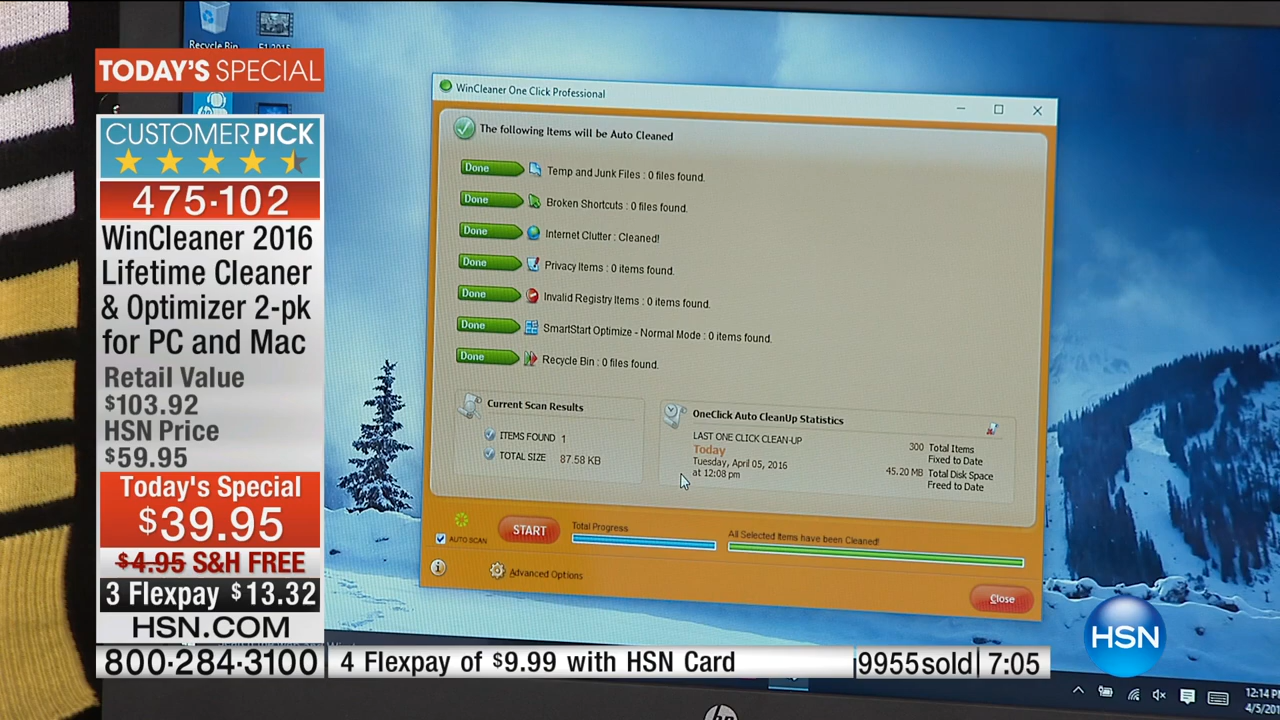 Recycle Bin
TODAY'S SPECIAL
CUSTOMER PICK
475-102
WinCleaner 2016
Lifetime Cleaner
& Optimizer 2-pk
for PC and Mac
Retail Value
$103.92
HSN Price
$59.95
Today's Special
$39.95
$4.95 S&H FREE
3 Flexpay $13.32
HSN.COM
800-284-3100
4 Flexpay of $9.99 with HSN Card
9955sold
7:05
HSN
WinCleaner One Click Professional
The following Items will be Auto Cleaned
Done Temp and Junk Files : 0 files found.
Done Broken Shortcuts : 0 files found.
Done Internet Clutter : Cleaned!
Done Privacy Items : 0 items found.
Done Invalid Registry Items : 0 items found.
Done SmartStart Optimize - Normal Mode : 0 items found.
Done Recycle Bin : 0 files found.
Current Scan Results
ITEMS FOUND 1
TOTAL SIZE 87.58 KB
OneClick Auto CleanUp Statistics
LAST ONE CLICK CLEAN-UP
Today
Tuesday, April 05, 2016
at 12:08 pm
300 Total Items
Fixed to Date
45.20 MB Total Disk Space
Freed to Date
AUTO SCAN
START
Total Progress
All Selected Items have been Cleaned!
Advanced Options
Close
hp
12:14 PM